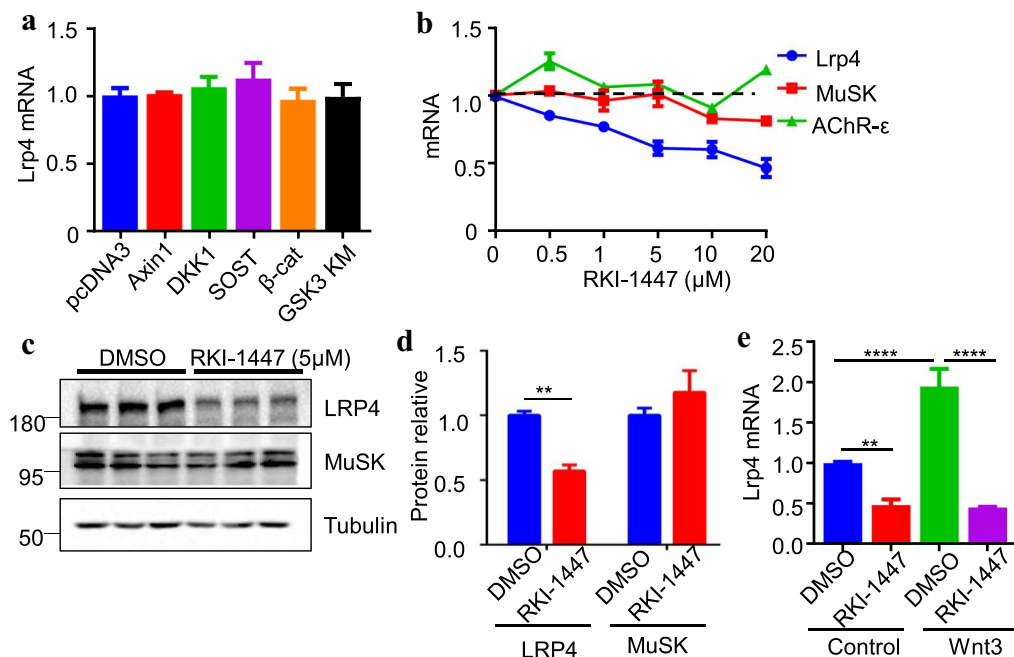 a
Lrp4 mRNA
1.5
1.0
0.5
0
pcDNA3
Axin1
DKK1
SOST
β-cat
GSK3 KM
b
mRNA
1.5
1.0
0.5
0
0
0.5
1
5
10
20
RKI-1447 (µM)
Lrp4
MuSK
AChR-ε
c
DMSO
RKI-1447 (5µM)
180
LRP4
95
MuSK
50
Tubulin
d
Protein relative
1.5
1.0
0.5
0.0
**
DMSO
RKI-1447
DMSO
RKI-1447
LRP4
MuSK
e
Lrp4 mRNA
2.5
2.0
1.5
1.0
0.5
0.0
****
****
**
DMSO
RKI-1447
DMSO
RKI-1447
Control
Wnt3